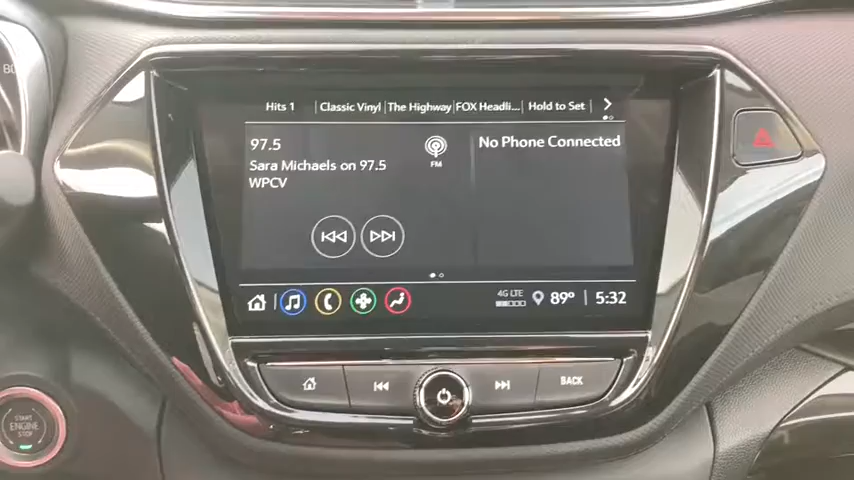 80
Hits 1
Classic Vinyl
The Highway
FOX Headli...
Hold to Set
97.5
Sara Michaels on 97.5
WPCV
FM
No Phone Connected
4G LTE
89°
5:32
BACK
START
ENGINE
STOP